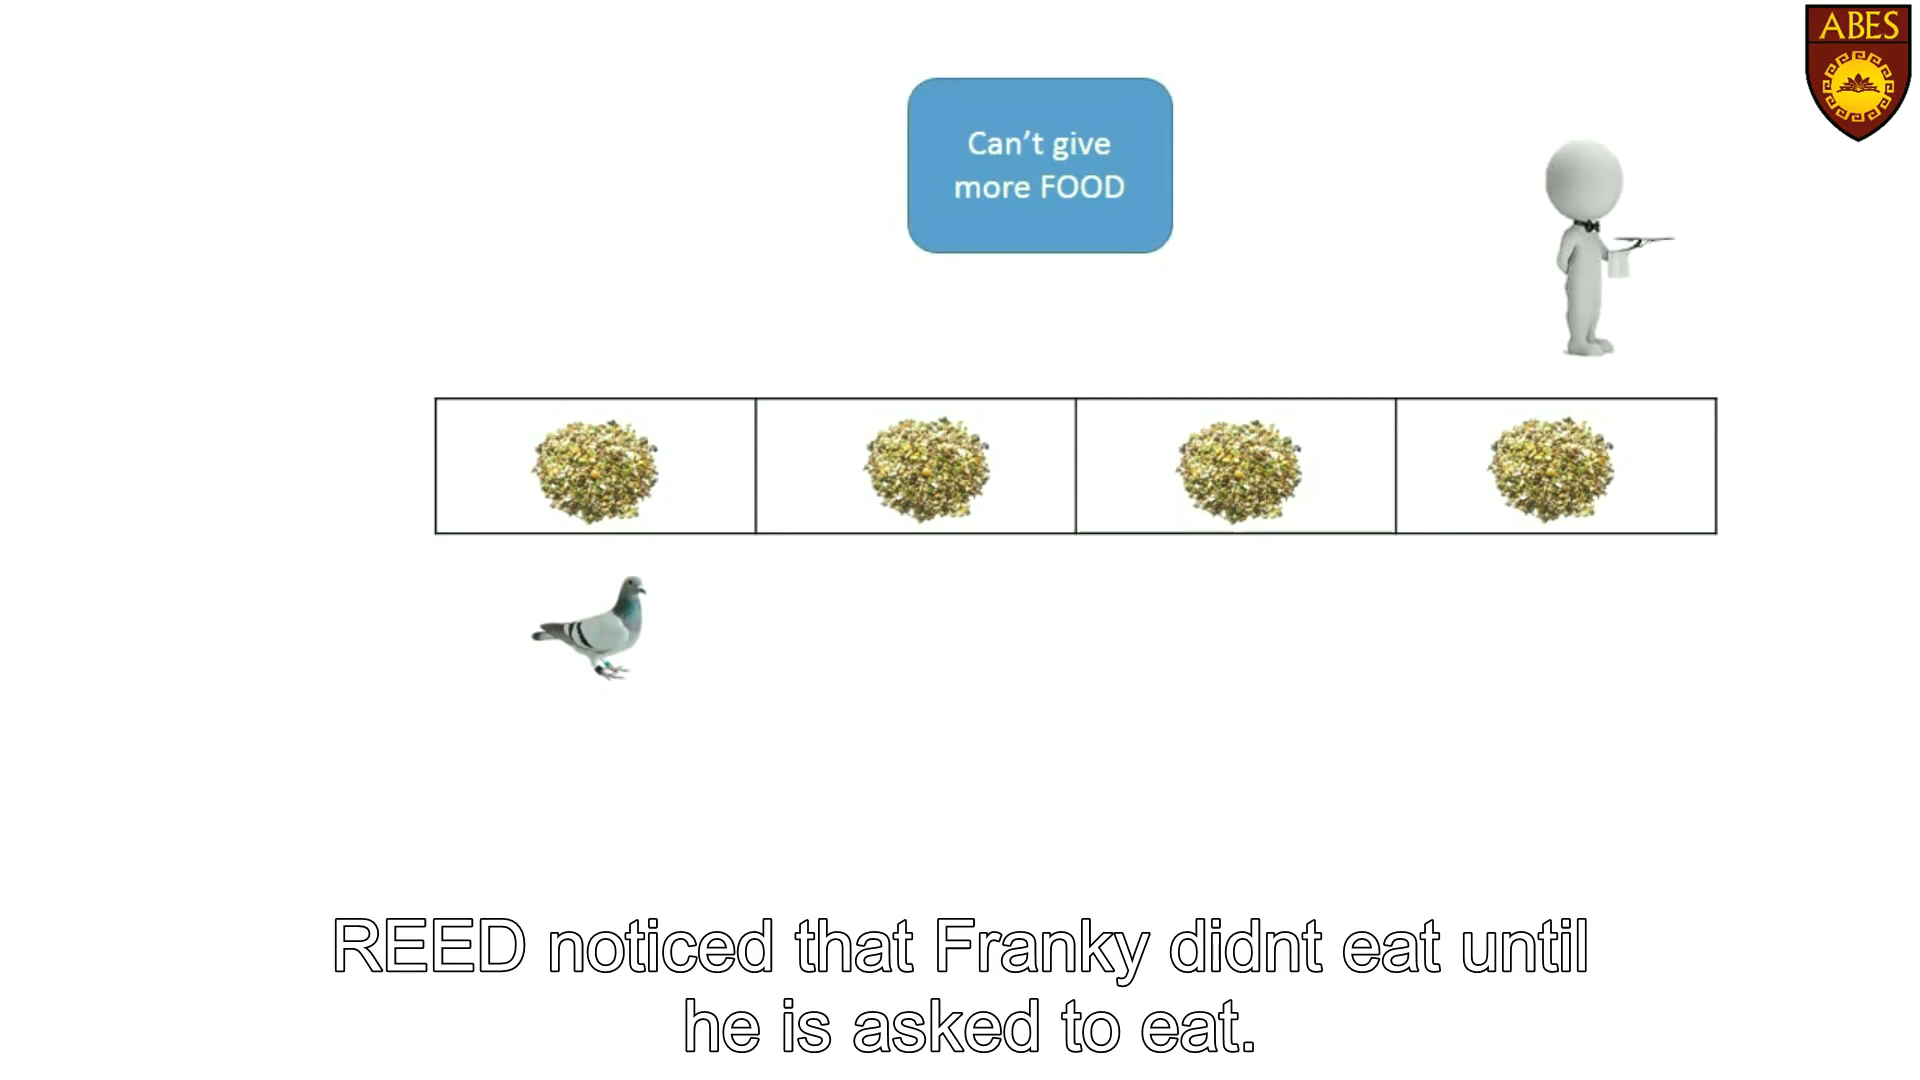 ABES
Can't give
more FOOD
REED noticed that Franky didnt eat until
he is asked to eat.